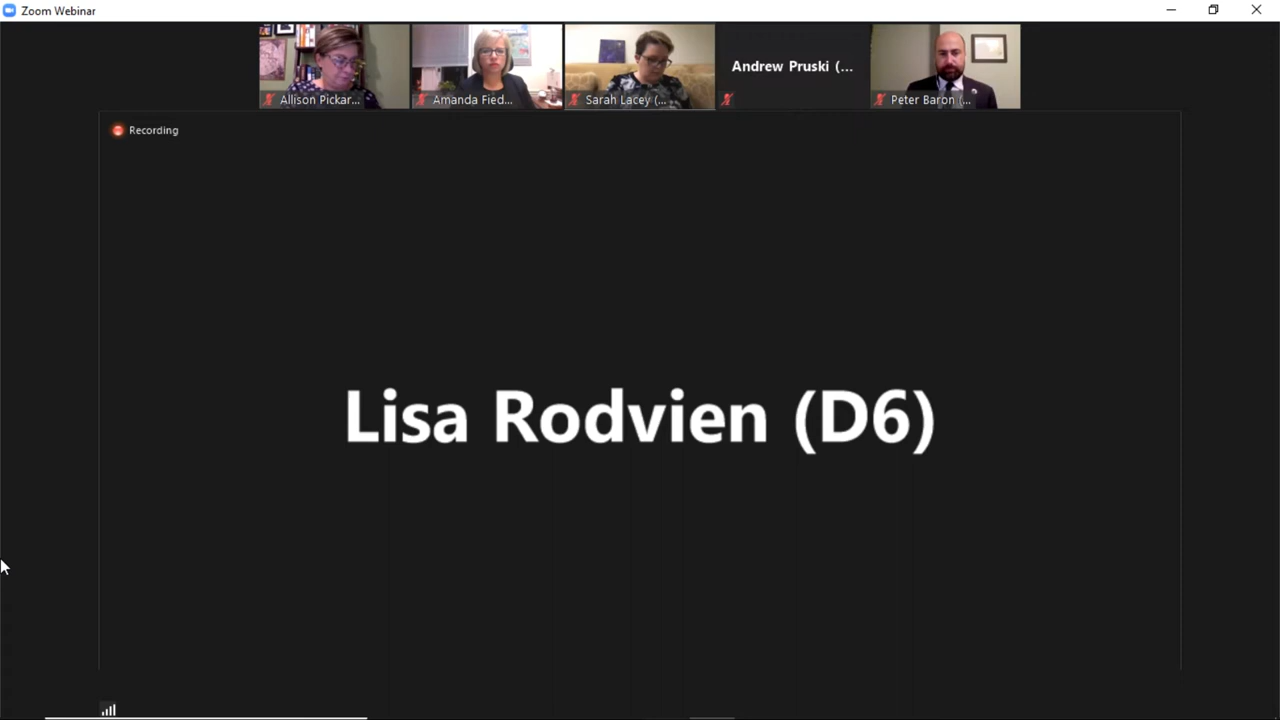 Zoom Webinar
Allison Pickar...
Amanda Fied...
Sarah Lacey (...
Andrew Pruski (...
Peter Baron (...
Recording
Lisa Rodvien (D6)